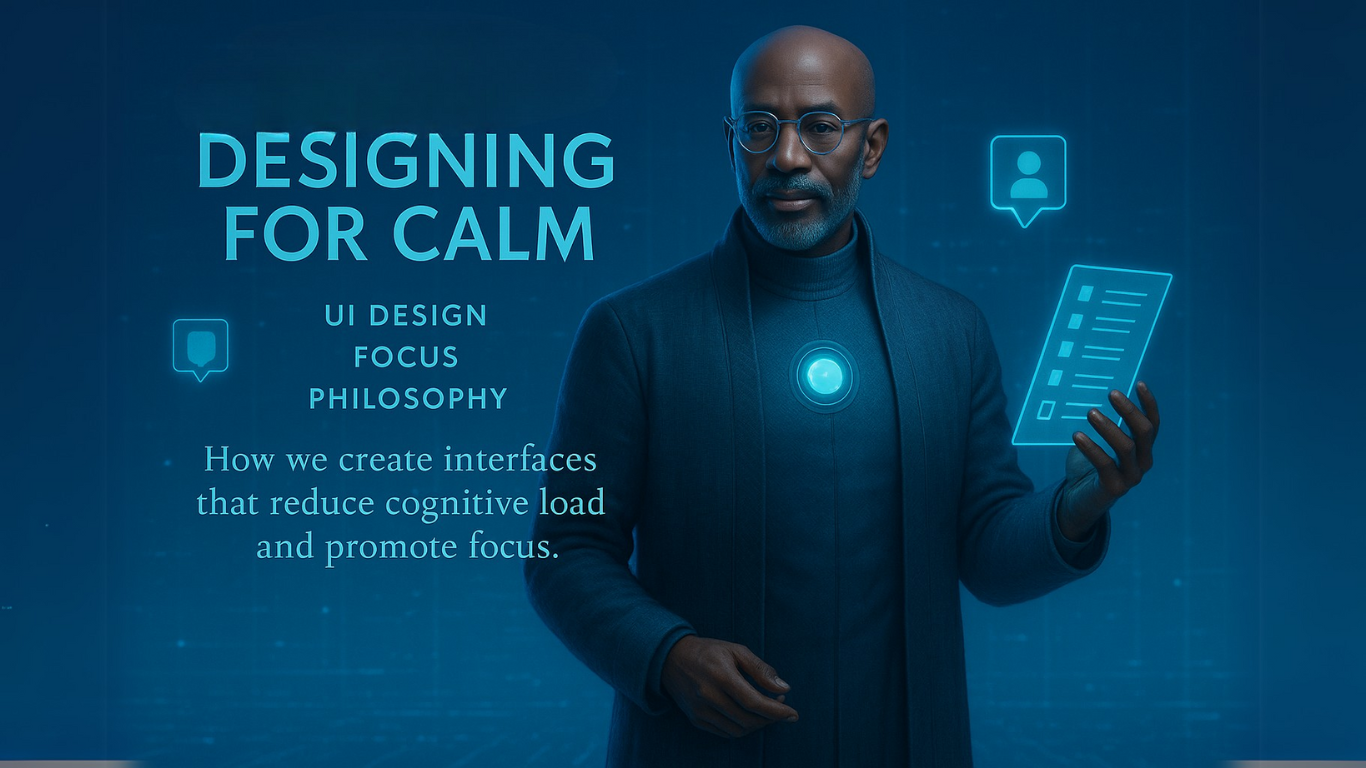 DESIGNING
FOR CALM
UI DESIGN
FOCUS
PHILOSOPHY
How we create interfaces
that reduce cognitive load
and promote focus.